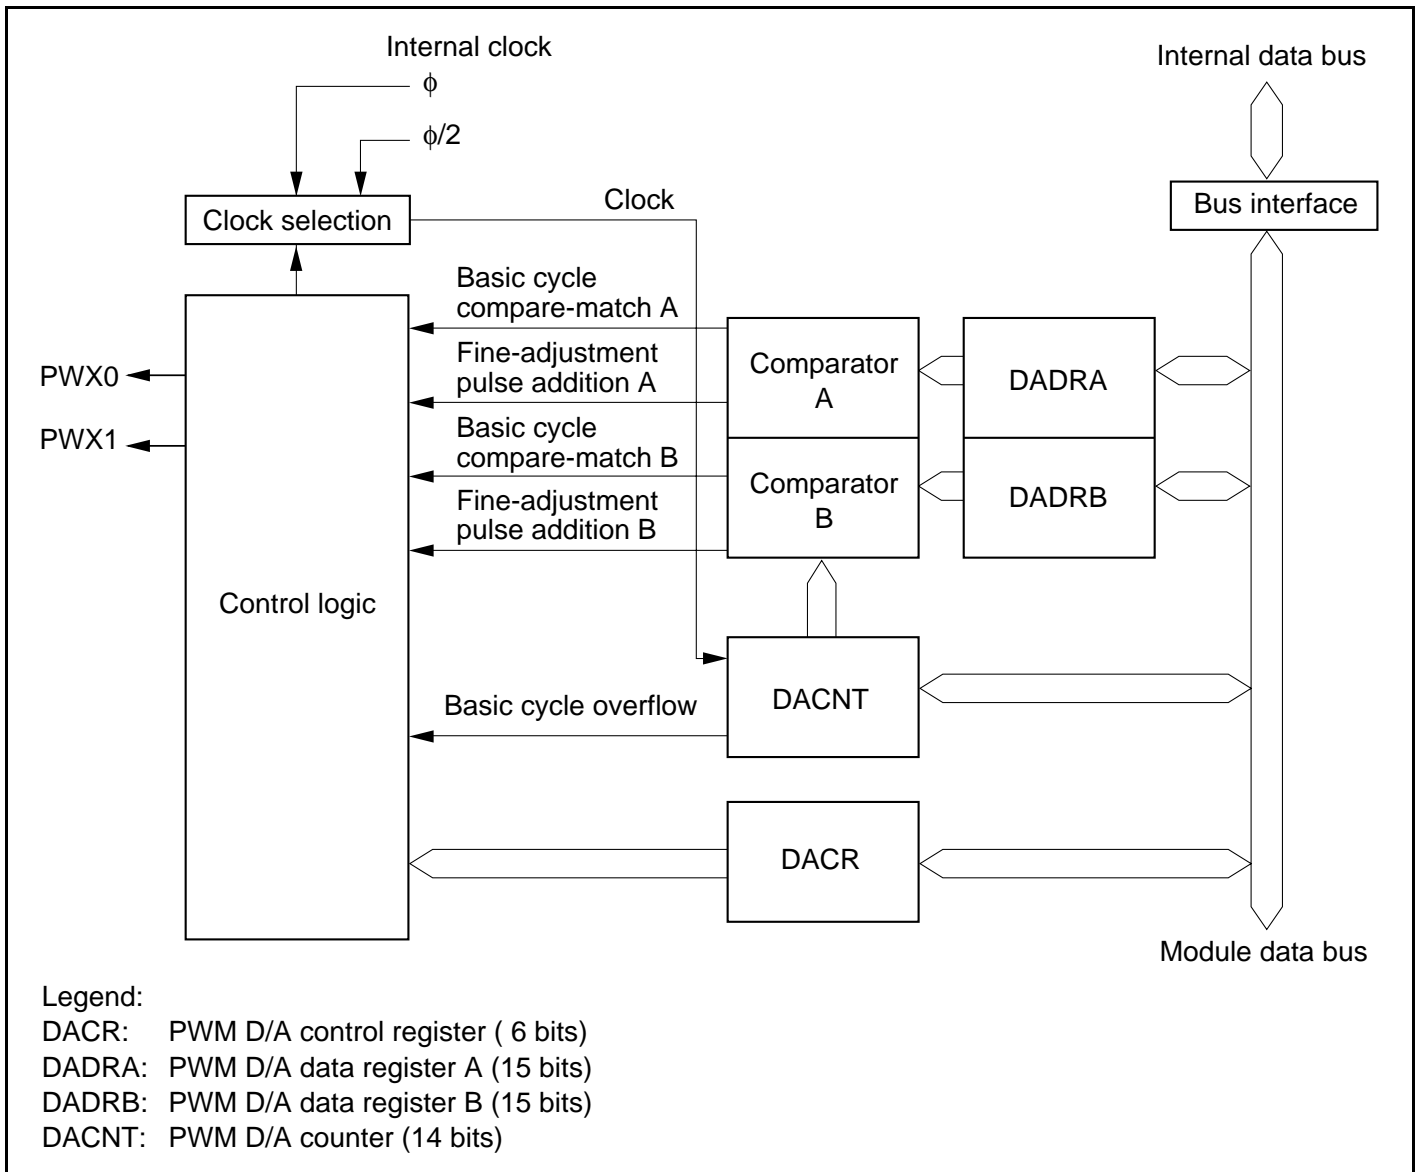 Internal clock
ϕ
ϕ/2
Internal data bus
Clock selection
Clock
Bus interface
Basic cycle
compare-match A
Fine-adjustment
pulse addition A
Basic cycle
compare-match B
Fine-adjustment
pulse addition B
PWX0
PWX1
Comparator
A
DADRA
Comparator
B
DADRB
Control logic
Basic cycle overflow
DACNT
DACR
Module data bus
Legend:
DACR: PWM D/A control register ( 6 bits)
DADRA: PWM D/A data register A (15 bits)
DADRB: PWM D/A data register B (15 bits)
DACNT: PWM D/A counter (14 bits)